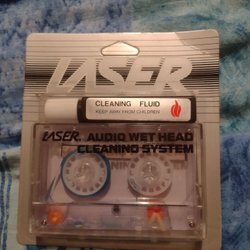 LASER
CLEANING FLUID
KEEP AWAY FROM CHILDREN
LASER AUDIO WET HEAD
CLEANING SYSTEM